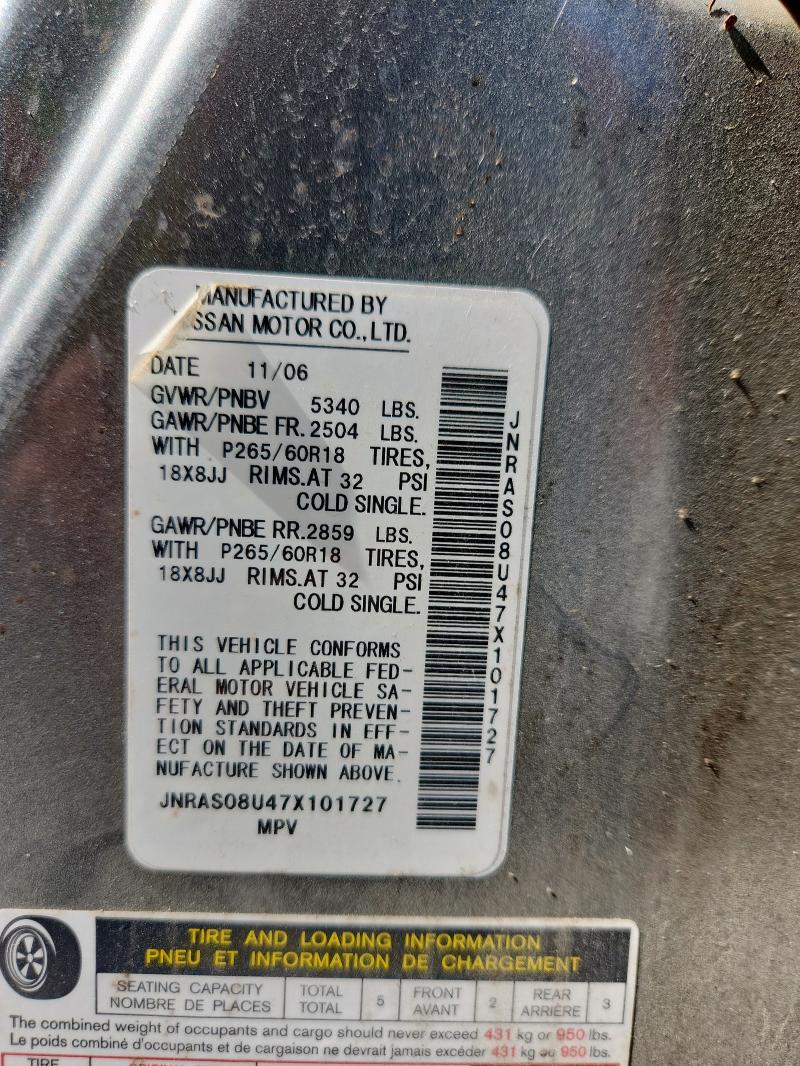 MANUFACTURED BY
SSAN MOTOR CO., LTD.
DATE 11/06
GVWR/PNBV 5340 LBS.
GAWR/PNBE FR. 2504 LBS.
WITH P265/60R18 TIRES,
18X8JJ RIMS. AT 32 PSI
COLD SINGLE.
GAWR/PNBE RR. 2859 LBS.
WITH P265/60R18 TIRES,
18X8JJ RIMS. AT 32 PSI
COLD SINGLE.
THIS VEHICLE CONFORMS
TO ALL APPLICABLE FED-
ERAL MOTOR VEHICLE SA-
FETY AND THEFT PREVEN-
TION STANDARDS IN EFF-
ECT ON THE DATE OF MA-
NUFACTURE SHOWN ABOVE.
JNRAS08U47X101727
MPV
JNRAS08U47X101727
TIRE AND LOADING INFORMATION
PNEU ET INFORMATION DE CHARGEMENT
SEATING CAPACITY TOTAL 5 FRONT 2 REAR 3
NOMBRE DE PLACES TOTAL AVANT ARRIÈRE
The combined weight of occupants and cargo should never exceed 431 kg or 950 lbs.
Le poids combiné d'occupants et de cargaison ne devrait jamais excéder 431 kg ou 950 lbs.
TIRE